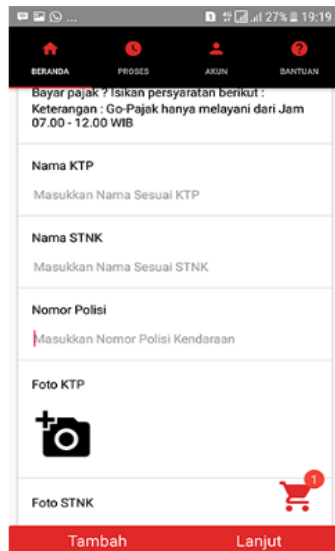 27% 19:19
BERANDA PROSES AKUN BANTUAN
Bayar pajak ? Isikan persyaratan berikut :
Keterangan : Go-Pajak hanya melayani dari Jam
07.00 - 12.00 WIB
Nama KTP
Masukkan Nama Sesuai KTP
Nama STNK
Masukkan Nama Sesuai STNK
Nomor Polisi
Masukkan Nomor Polisi Kendaraan
Foto KTP
1
Foto STNK
Tambah Lanjut